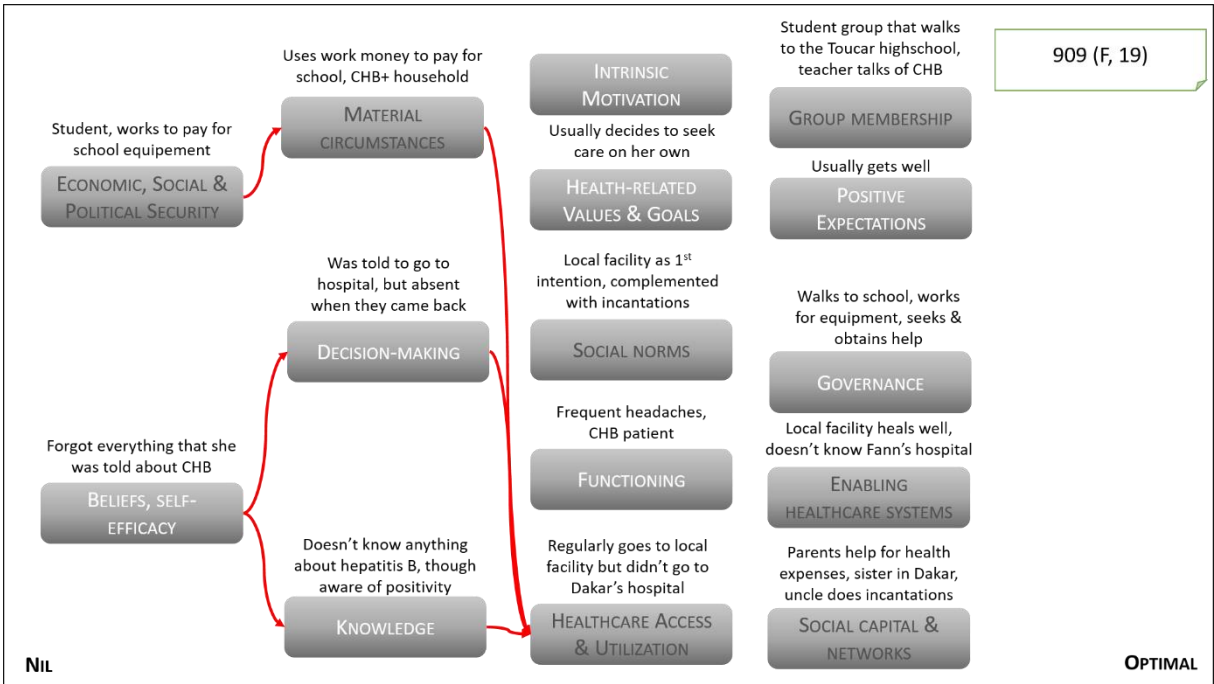 Student, works to pay for
school equipement
ECONOMIC, SOCIAL &
POLITICAL SECURITY
Forgot everything that she
was told about CHB
BELIEFS, SELF-
EFFICACY
NIL
Uses work money to pay for
school, CHB+ household
MATERIAL
CIRCUMSTANCES
Was told to go to
hospital, but absent
when they came back
DECISION-MAKING
Doesn't know anything
about hepatitis B, though
aware of positivity
KNOWLEDGE
INTRINSIC
MOTIVATION
Usually decides to seek
care on her own
HEALTH-RELATED
VALUES & GOALS
Local facility as 1st
intention, complemented
with incantations
SOCIAL NORMS
Frequent headaches,
CHB patient
FUNCTIONING
Regularly goes to local
facility but didn't go to
Dakar's hospital
HEALTHCARE ACCESS
& UTILIZATION
Student group that walks
to the Toucar highschool,
teacher talks of CHB
GROUP MEMBERSHIP
Usually gets well
POSITIVE
EXPECTATIONS
Walks to school, works
for equipment, seeks &
obtains help
GOVERNANCE
Local facility heals well,
doesn't know Fann's hospital
ENABLING
HEALTHCARE SYSTEMS
Parents help for health
expenses, sister in Dakar,
uncle does incantations
SOCIAL CAPITAL &
NETWORKS
909 (F, 19)
OPTIMAL